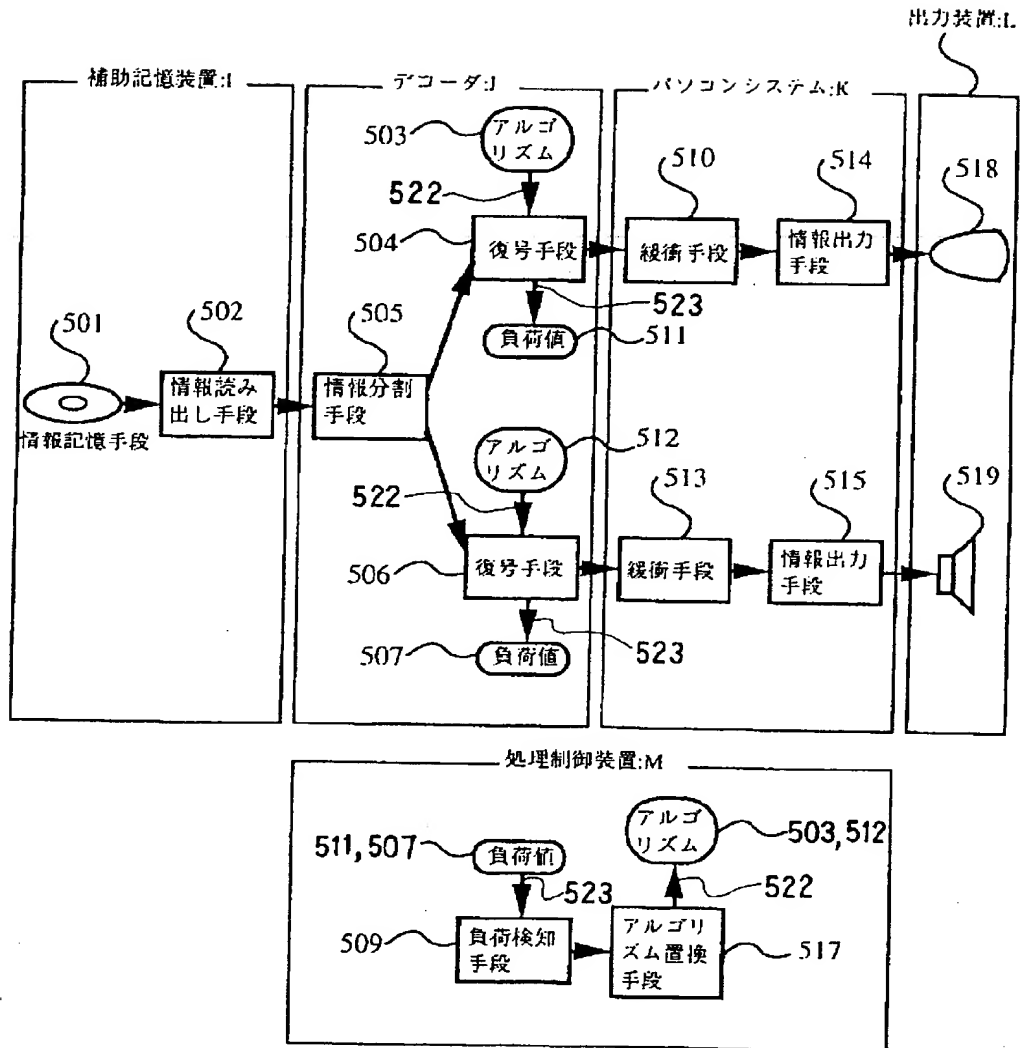 出力装置:L
補助記憶装置:I
デコーダ:J
パソコンシステム:K
503
アルゴ
リズム
522
510
514
518
504
復号手段
緩衝手段
情報出力
手段
523
負荷値
511
501
502
505
情報読み
出し手段
情報分割
手段
情報記憶手段
512
アルゴ
リズム
522
513
515
519
506
復号手段
緩衝手段
情報出力
手段
523
507
負荷値
処理制御装置:M
アルゴ
リズム
503,512
511,507
負荷値
523
522
509
負荷検知
手段
アルゴリ
ズム置換
手段
517